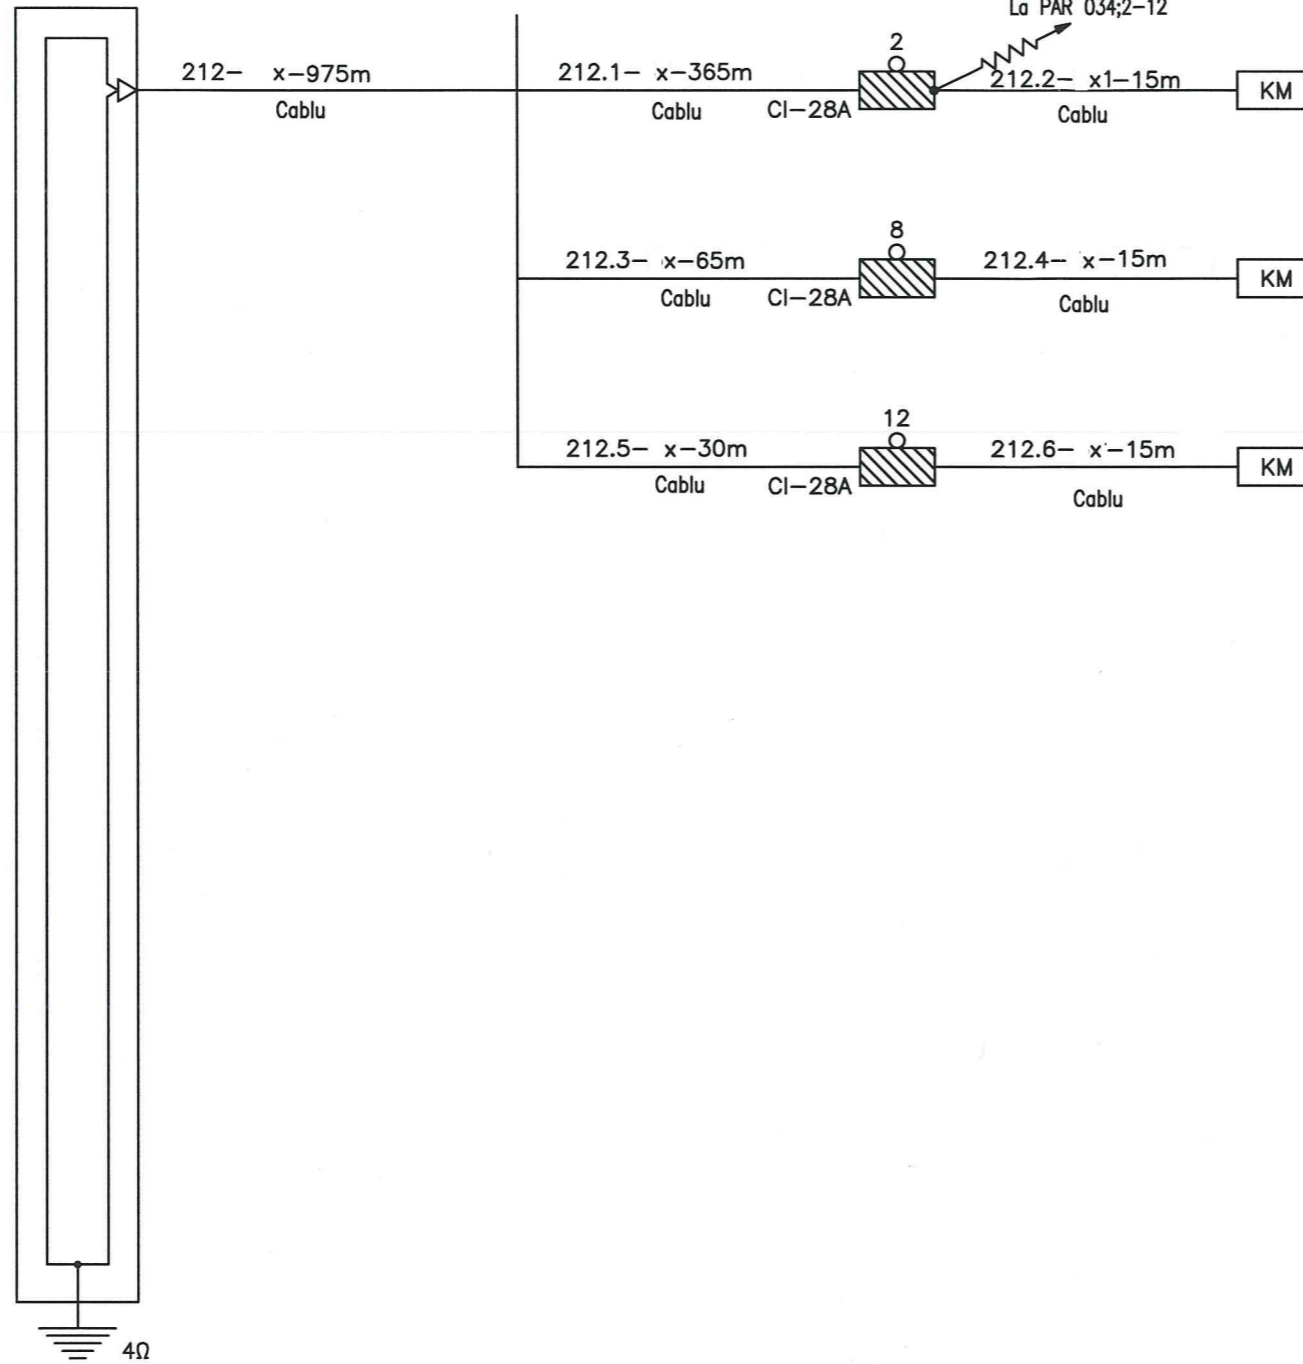 La PAR 034;2-12
212- x-975m
Cablu
212.1- x-365m
Cablu
CI-28A
2
212.2- x1-15m
Cablu
KM
212.3- x-65m
Cablu
CI-28A
8
212.4- x-15m
Cablu
KM
212.5- x-30m
Cablu
CI-28A
12
212.6- x-15m
Cablu
KM
4Ω